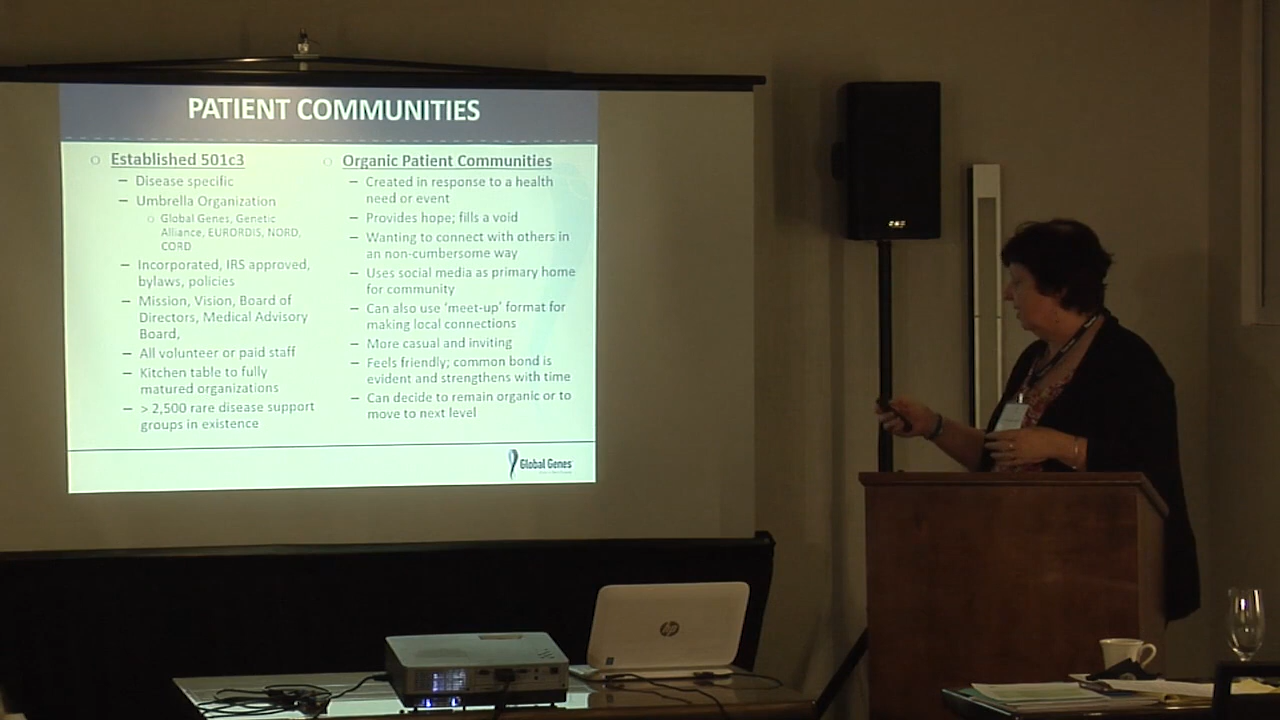 PATIENT COMMUNITIES
Established 501c3
– Disease specific
– Umbrella Organization
Global Genes, Genetic
Alliance, EURORDIS, NORD,
CORD
– Incorporated, IRS approved,
bylaws, policies
– Mission, Vision, Board of
Directors, Medical Advisory
Board,
– All volunteer or paid staff
– Kitchen table to fully
matured organizations
– > 2,500 rare disease support
groups in existence
Organic Patient Communities
– Created in response to a health
need or event
– Provides hope; fills a void
– Wanting to connect with others in
an non-cumbersome way
– Uses social media as primary home
for community
– Can also use ‘meet-up’ format for
making local connections
– More casual and inviting
– Feels friendly; common bond is
evident and strengthens with time
– Can decide to remain organic or to
move to next level
Global Genes
hp